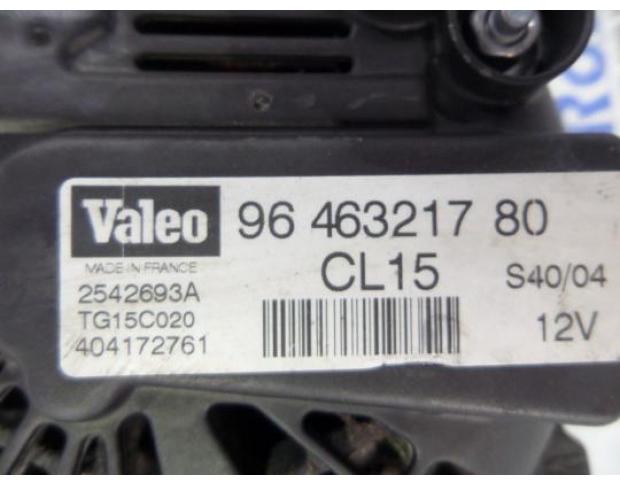 Valeo 96 463217 80
MADE IN FRANCE CL15 S40/04
2542693A
TG15C020 12V
404172761